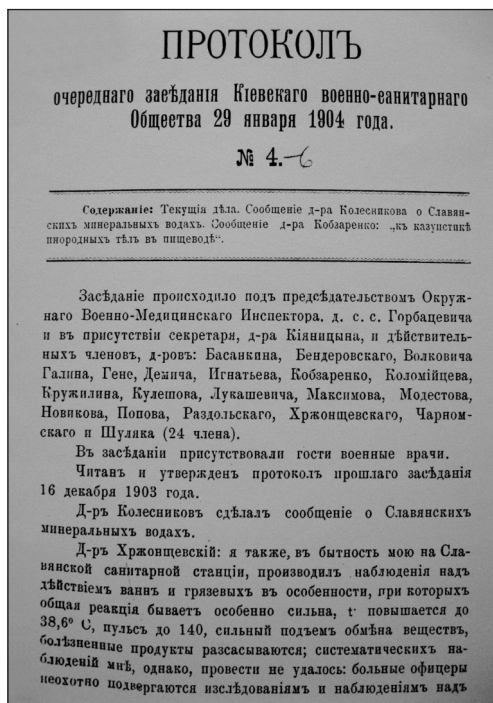 ПРОТОКОЛЪ
очереднаго засѣданія Кіевскаго военно-санитарнаго
Общества 29 января 1904 года.
№ 4.-6
Содержаніе: Текущія дѣла. Сообщеніе д-ра Колесникова о Славян-
скихъ минеральныхъ водахъ. Сообщеніе д-ра Кобзаренко: „къ казуистикѣ
инородныхъ тѣлъ въ пищеводѣ“.
Засѣданіе происходило подъ предсѣдательствомъ Окруж-
наго Военно-Медицинскаго Инспектора, д. с. с. Горбацевича
и въ присутствіи секретаря, д-ра Кіяницына, и дѣйствитель-
ныхъ членовъ, д-ровъ: Басанкина, Бендеровскаго, Волковича
Галина, Гене, Демича, Игнатьева, Кобзаренко, Коломійцева,
Кружилина, Кулешова, Лукашевича, Максимова, Модестова,
Новикова, Попова, Раздольскаго, Хржонщевскаго, Чарном-
скаго и Шуляка (24 члена).
Въ засѣданіи присутствовали гости военные врачи.
Читанъ и утвержденъ протоколъ прошлаго засѣданія
16 декабря 1903 года.
Д-ръ Колесниковъ сдѣлалъ сообщеніе о Славянскихъ
минеральныхъ водахъ.
Д-ръ Хржонщевскій: я также, въ бытность мою на Сла-
вянской санитарной станціи, производилъ наблюденія надъ
дѣйствіемъ ваннъ и грязевыхъ въ особенности, при которыхъ
общая реакція бываетъ особенно сильна, t° повышается до
38,6° C, пульсъ до 140, сильный подъемъ обмѣна веществъ,
болѣзненные продукты разсасываются; систематическихъ на-
блюденій мнѣ, однако, провести не удалось: больные офицеры
неохотно подвергаются изслѣдованіямъ и наблюденіямъ надъ